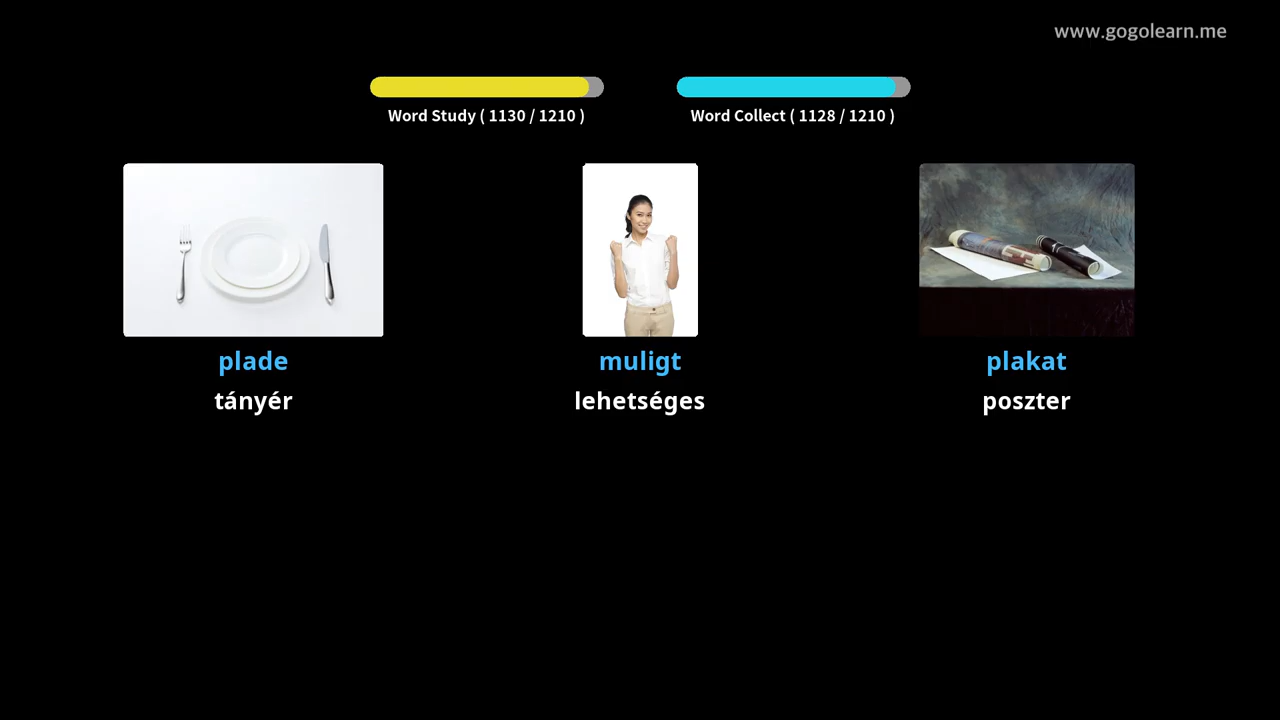 www.gogolearn.me
Word Study ( 1130 / 1210 )
Word Collect ( 1128 / 1210 )
plade
muligt
plakat
tányér
lehetséges
poszter